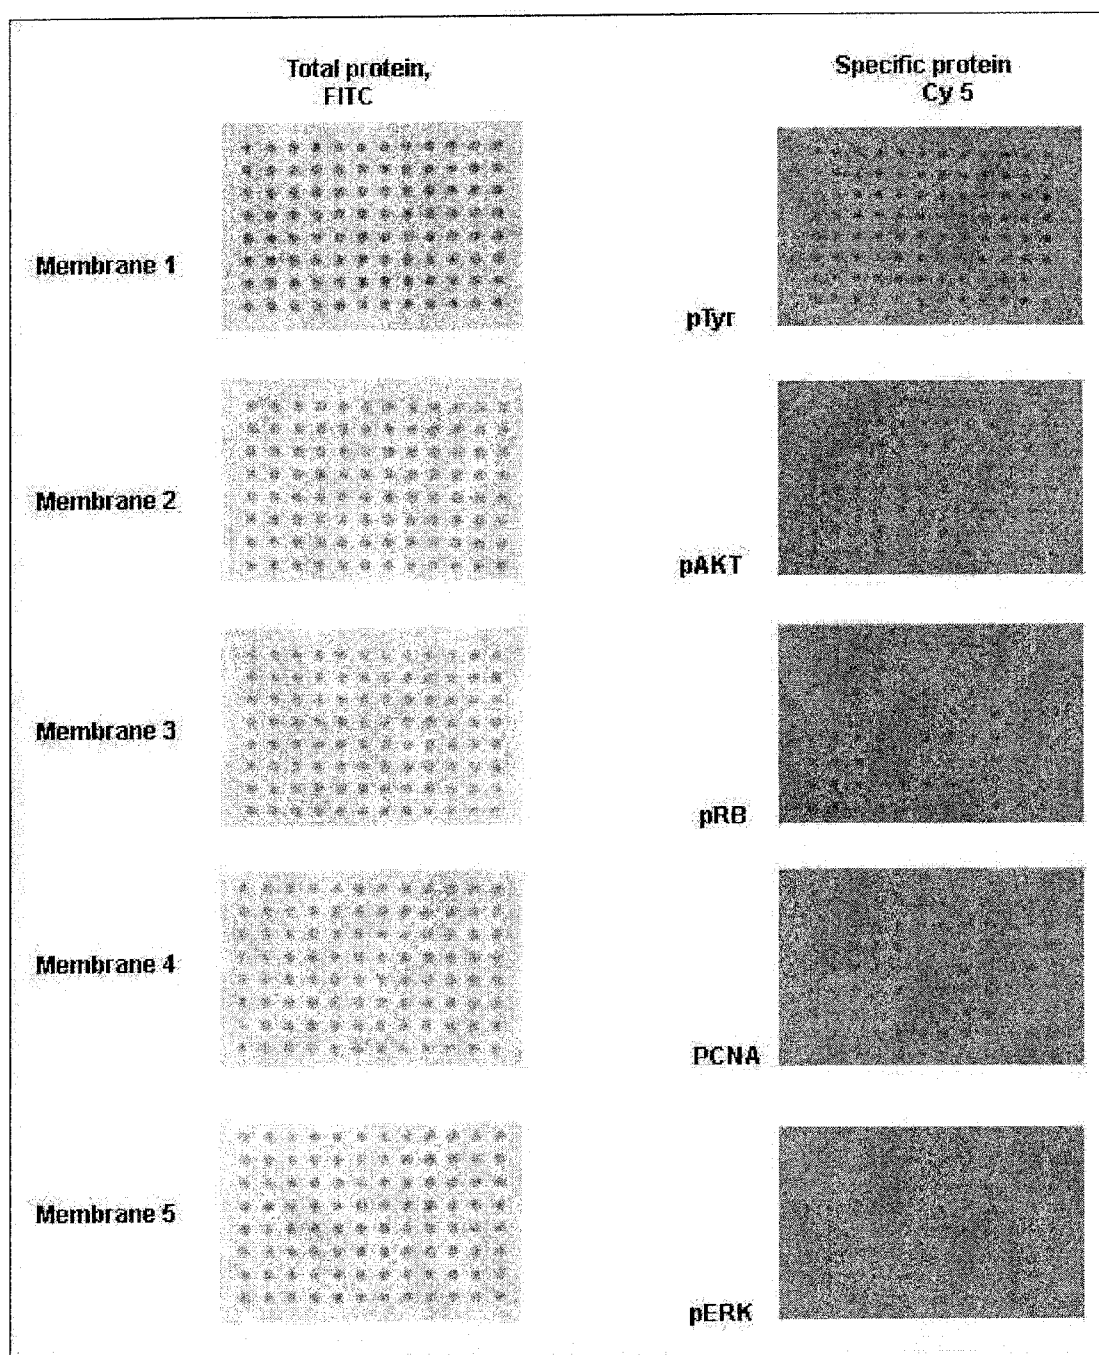 Total protein,
FITC
Specific protein
Cy 5
Membrane 1
pTyr
Membrane 2
pAKT
Membrane 3
pRB
Membrane 4
PCNA
Membrane 5
pERK